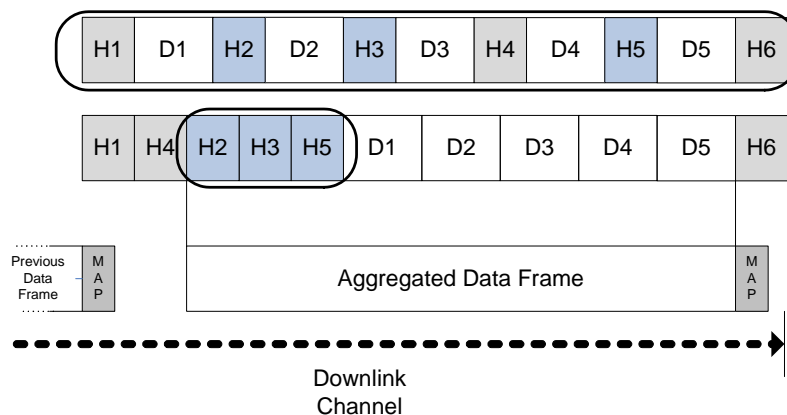 H1 D1 H2 D2 H3 D3 H4 D4 H5 D5 H6
H1 H4 H2 H3 H5 D1 D2 D3 D4 D5 H6
Previous
Data
Frame
M
A
P
Aggregated Data Frame
M
A
P
Downlink
Channel